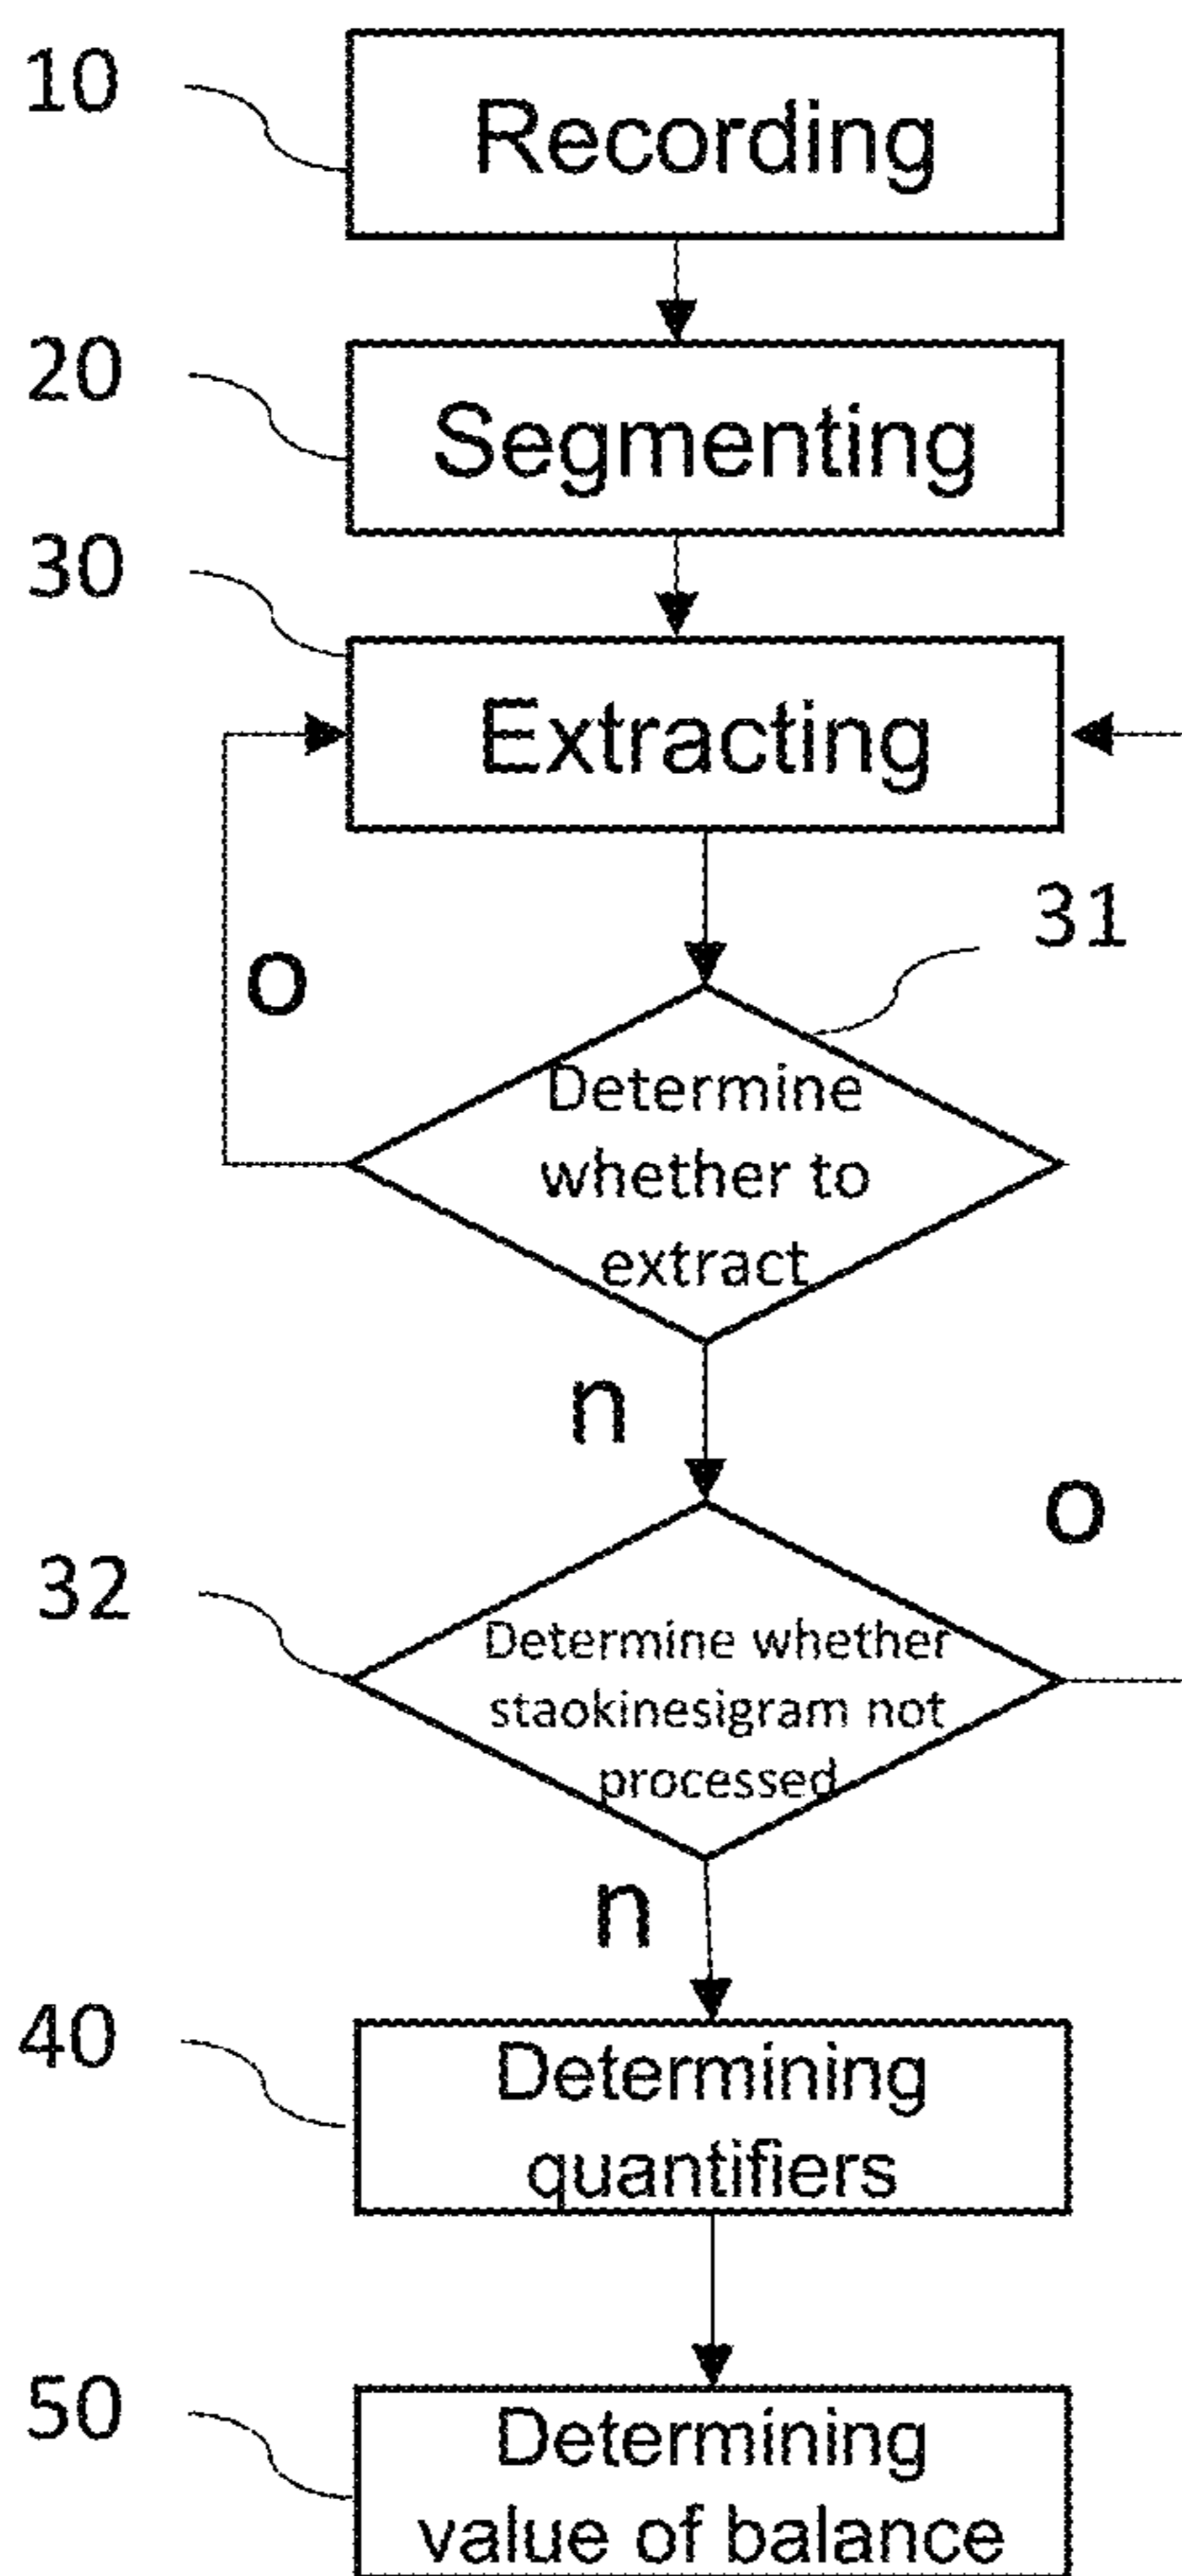 10
Recording
20
Segmenting
30
Extracting
31
o
Determine
whether to
extract
n
o
32
Determine whether
staokinesigram not
processed
n
40
Determining
quantifiers
50
Determining
value of balance